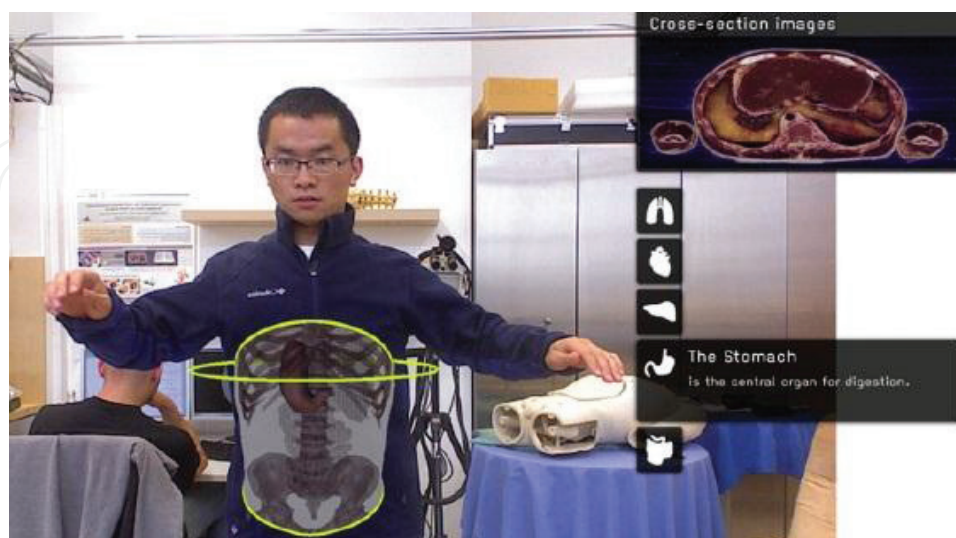 Cross-section images
The Stomach
is the central organ for digestion.